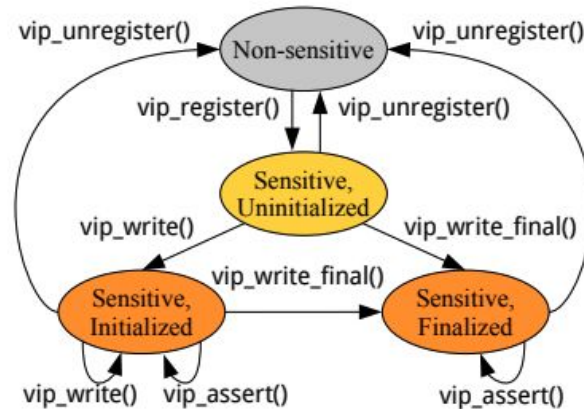 vip_unregister()
Non-sensitive
vip_unregister()
vip_register()
vip_unregister()
Sensitive,
Uninitialized
vip_write()
vip_write_final()
vip_write_final()
Sensitive,
Initialized
Sensitive,
Finalized
vip_write()
vip_assert()
vip_assert()